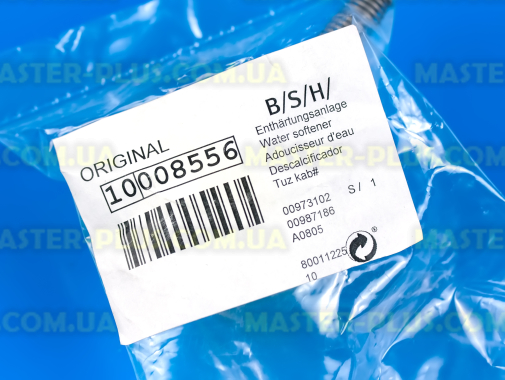 ORIGINAL
10008556
B/S/H/
Enthärtungsanlage
Water softener
Adoucisseur d'eau
Descalcificador
Tuz kab#
00973102 S / 1
00987186
A0805
®
80011225
10
MASTER-PLUS.COM.UA